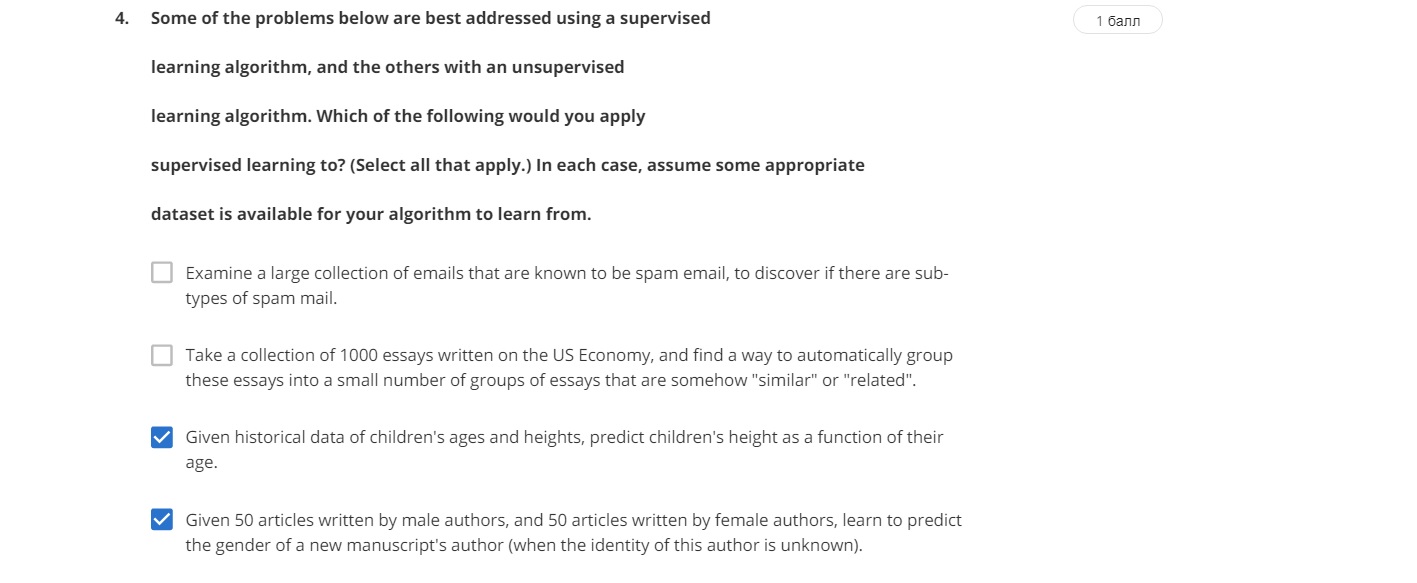 4. Some of the problems below are best addressed using a supervised
1 балл
learning algorithm, and the others with an unsupervised
learning algorithm. Which of the following would you apply
supervised learning to? (Select all that apply.) In each case, assume some appropriate
dataset is available for your algorithm to learn from.
Examine a large collection of emails that are known to be spam email, to discover if there are sub-
types of spam mail.
Take a collection of 1000 essays written on the US Economy, and find a way to automatically group
these essays into a small number of groups of essays that are somehow "similar" or "related".
Given historical data of children's ages and heights, predict children's height as a function of their
age.
Given 50 articles written by male authors, and 50 articles written by female authors, learn to predict
the gender of a new manuscript's author (when the identity of this author is unknown).